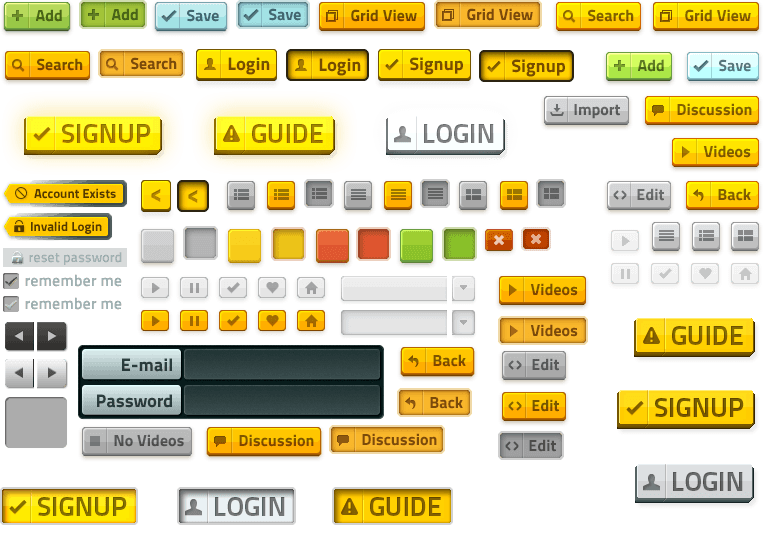 Add
Add
Save
Save
Grid View
Grid View
Search
Grid View
Search
Search
Login
Login
Signup
Signup
Add
Save
Import
Discussion
SIGNUP
GUIDE
LOGIN
Videos
Account Exists
Edit
Back
Invalid Login
reset password
remember me
remember me
Videos
Videos
GUIDE
E-mail
Back
Edit
Password
Back
Edit
SIGNUP
No Videos
Discussion
Discussion
Edit
LOGIN
SIGNUP
LOGIN
GUIDE